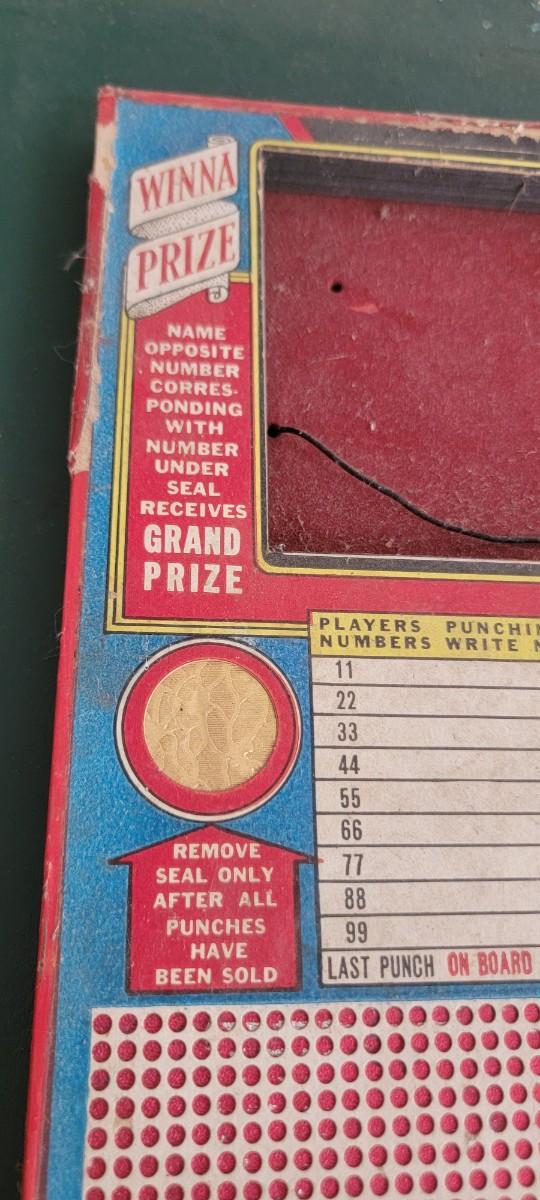 WINNA
PRIZE
NAME
OPPOSITE
NUMBER
CORRES-
PONDING
WITH
NUMBER
UNDER
SEAL
RECEIVES
GRAND
PRIZE
PLAYERS PUNCHIN
NUMBERS WRITE
11
22
33
44
55
66
77
88
99
LAST PUNCH ON BOARD
REMOVE
SEAL ONLY
AFTER ALL
PUNCHES
HAVE
BEEN SOLD